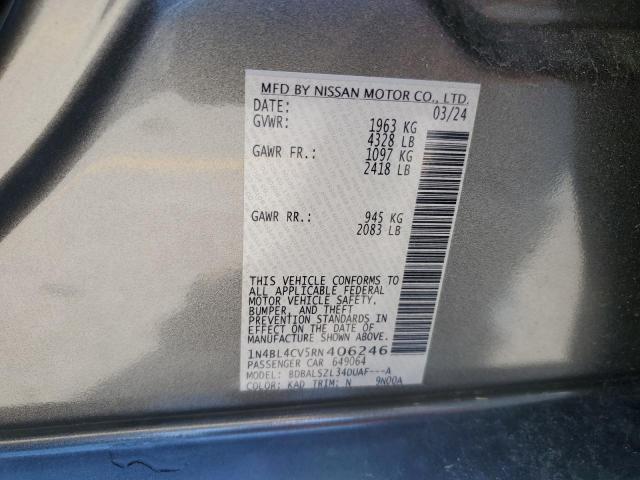 MFD BY NISSAN MOTOR CO., LTD.
DATE: 03/24
GVWR: 1963 KG
4328 LB
GAWR FR.: 1097 KG
2418 LB
GAWR RR.: 945 KG
2083 LB
THIS VEHICLE CONFORMS TO
ALL APPLICABLE FEDERAL
MOTOR VEHICLE SAFETY,
BUMPER, AND THEFT
PREVENTION STANDARDS
IN EFFECT ON THE DATE OF
MANUFACTURE SHOWN ABOVE.
1N4BL4CV5RN406246
PASSENGER CAR 649064
MODEL: BDBALSZL34DUAF---A
COLOR: KAD TRIM: N 9N00A